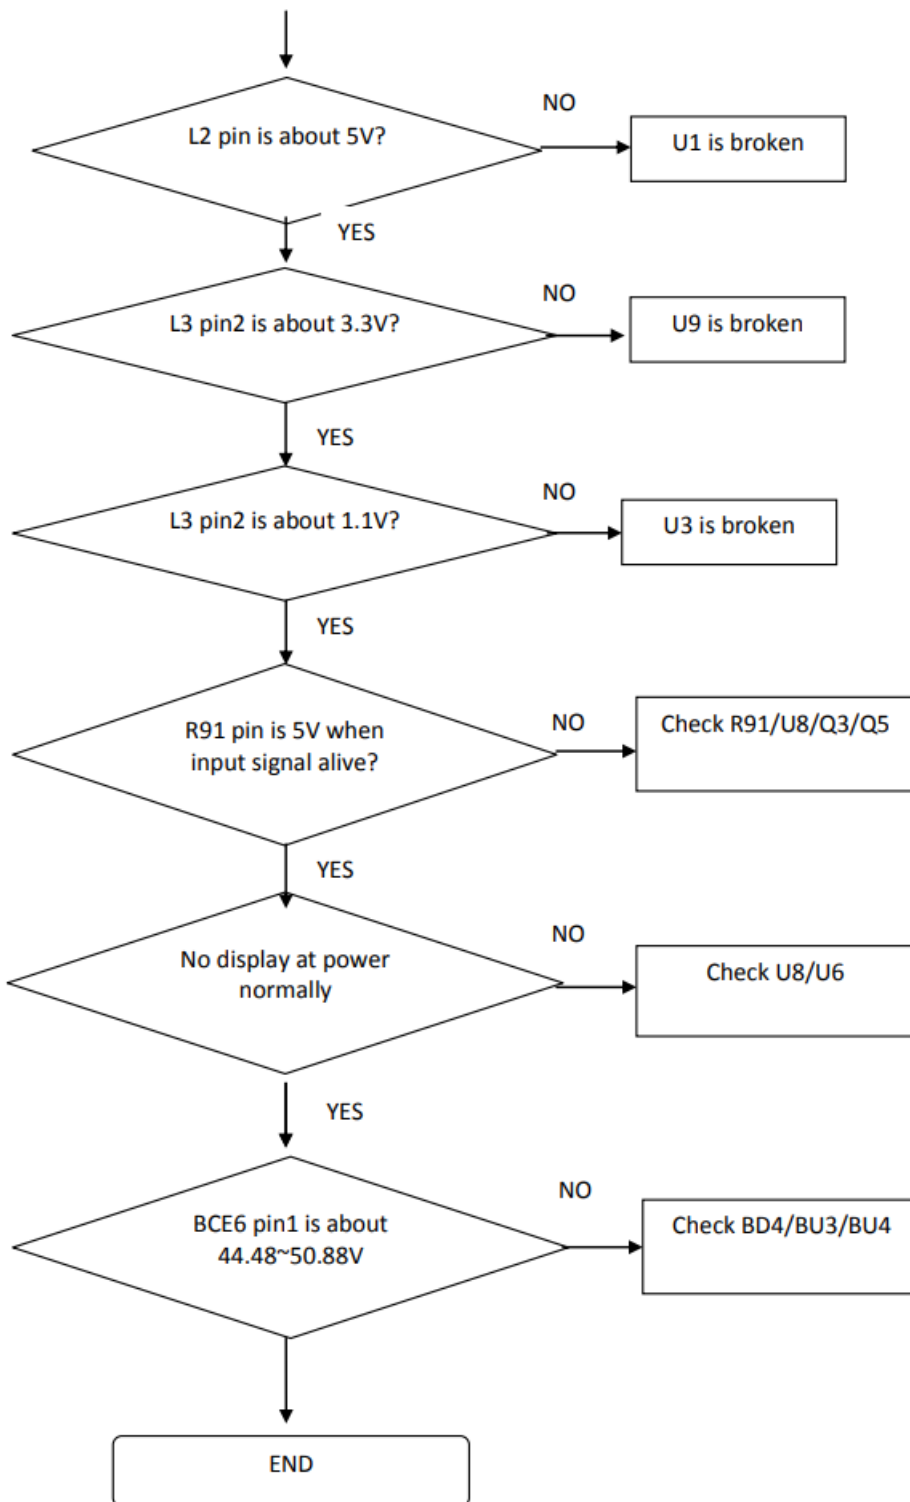 L2 pin is about 5V?
NO
U1 is broken
YES
L3 pin2 is about 3.3V?
NO
U9 is broken
YES
L3 pin2 is about 1.1V?
NO
U3 is broken
YES
R91 pin is 5V when
input signal alive?
NO
Check R91/U8/Q3/Q5
YES
No display at power
normally
NO
Check U8/U6
YES
BCE6 pin1 is about
44.48~50.88V
NO
Check BD4/BU3/BU4
END